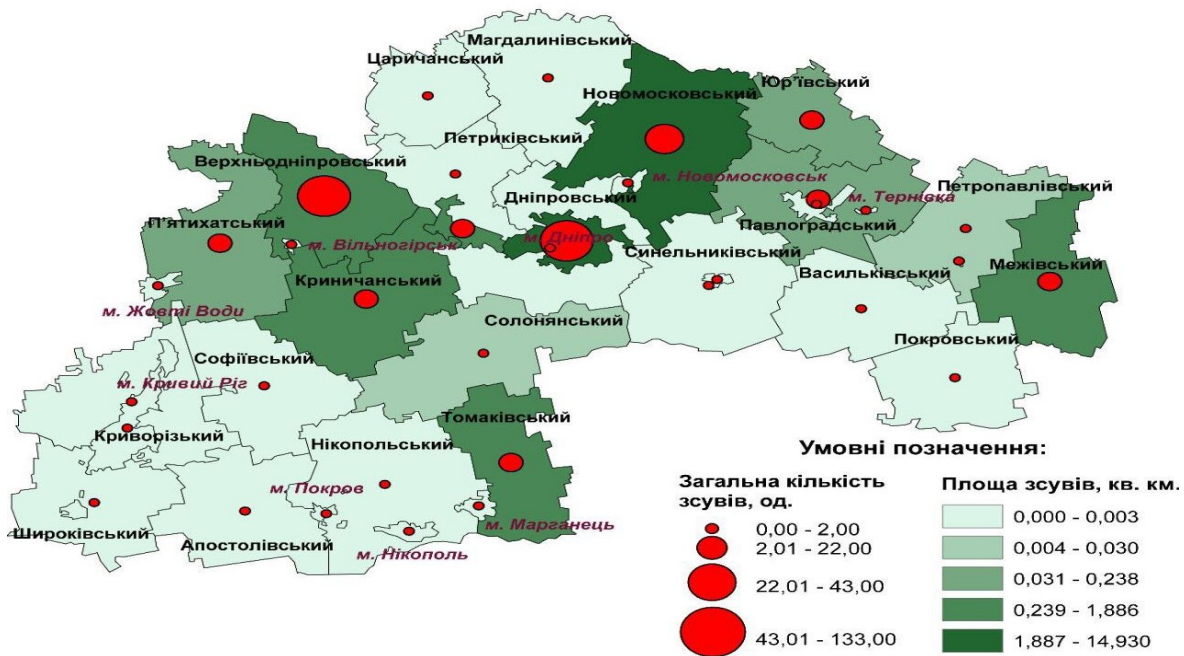 Магдалинівський
Царичанський
Юр'ївський
Новомосковський
Петриківський
Верхньодніпровський
м. Новомосковськ
Дніпровський
м. Тернівка
Петропавлівський
П'ятихатський
м. Вільногірськ
м. Дніпро
Павлоградський
Синельниківський
Васильківський
Межівський
Криничанський
м. Жовті Води
Солонянський
Покровський
Софіївський
м. Кривий Ріг
Томаківський
Криворізький
Нікопольський
м. Покров
м. Марганець
Широківський
Апостолівський
м. Нікополь
Умовні позначення:
Загальна кількість
зсувів, од.
0,00 - 2,00
2,01 - 22,00
22,01 - 43,00
43,01 - 133,00
Площа зсувів, кв. км.
0,000 - 0,003
0,004 - 0,030
0,031 - 0,238
0,239 - 1,886
1,887 - 14,930